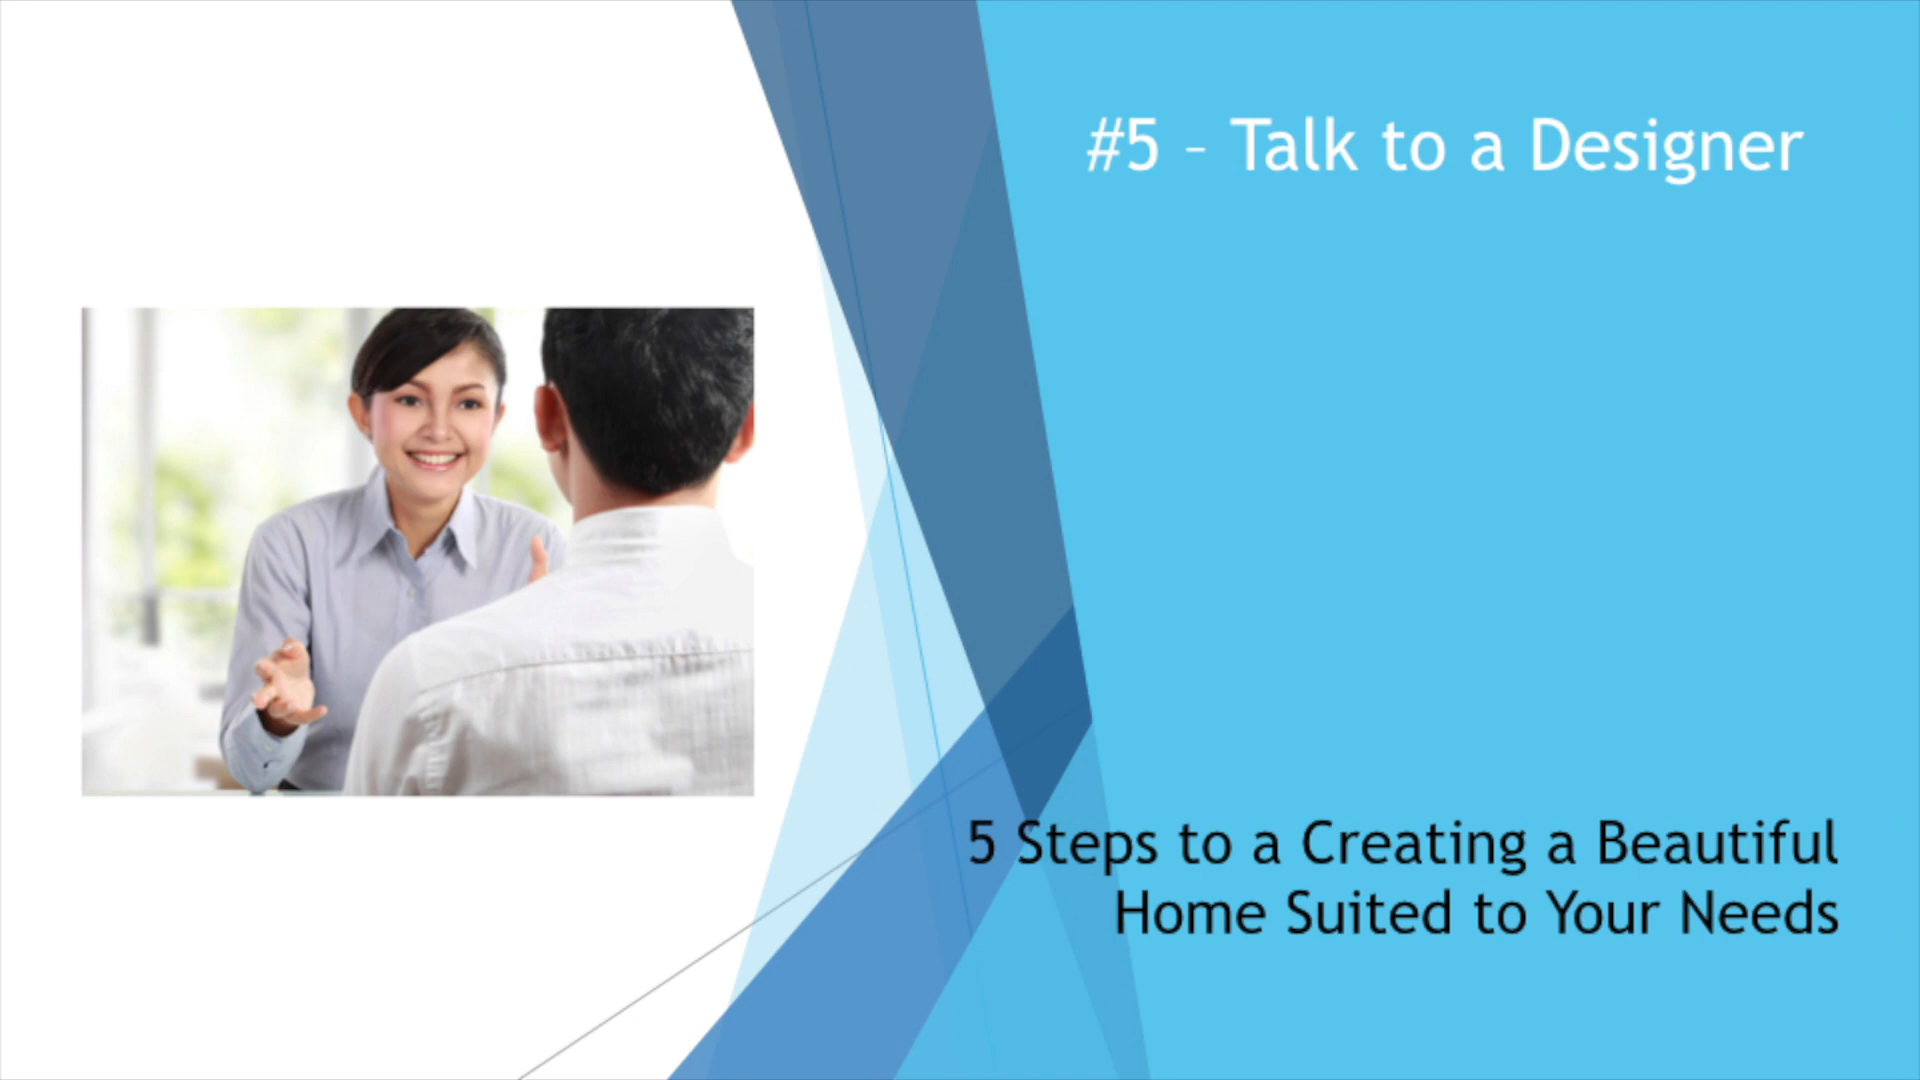 #5 – Talk to a Designer
5 Steps to a Creating a Beautiful
Home Suited to Your Needs